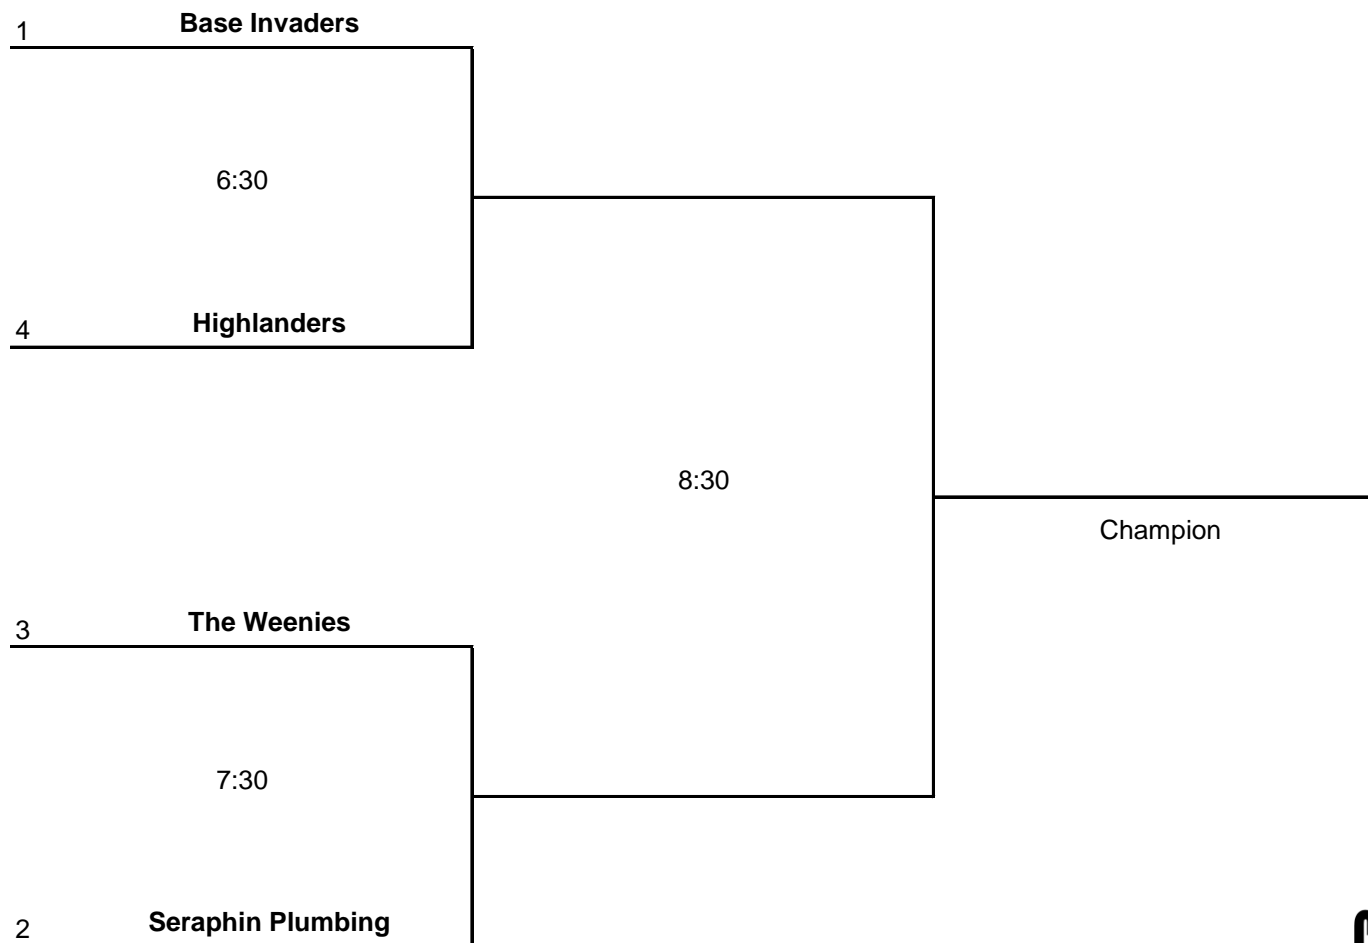 1 Base Invaders
6:30
4 Highlanders
8:30
Champion
3 The Weenies
7:30
2 Seraphin Plumbing